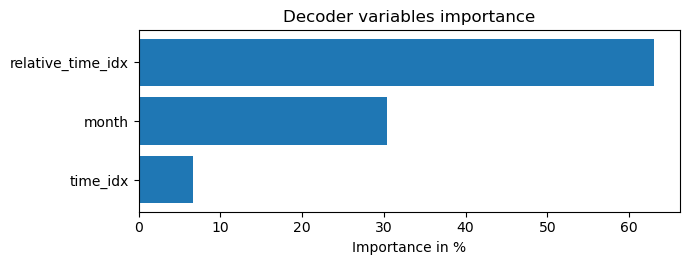 Decoder variables importance
relative_time_idx
month
time_idx
0 10 20 30 40 50 60
Importance in %